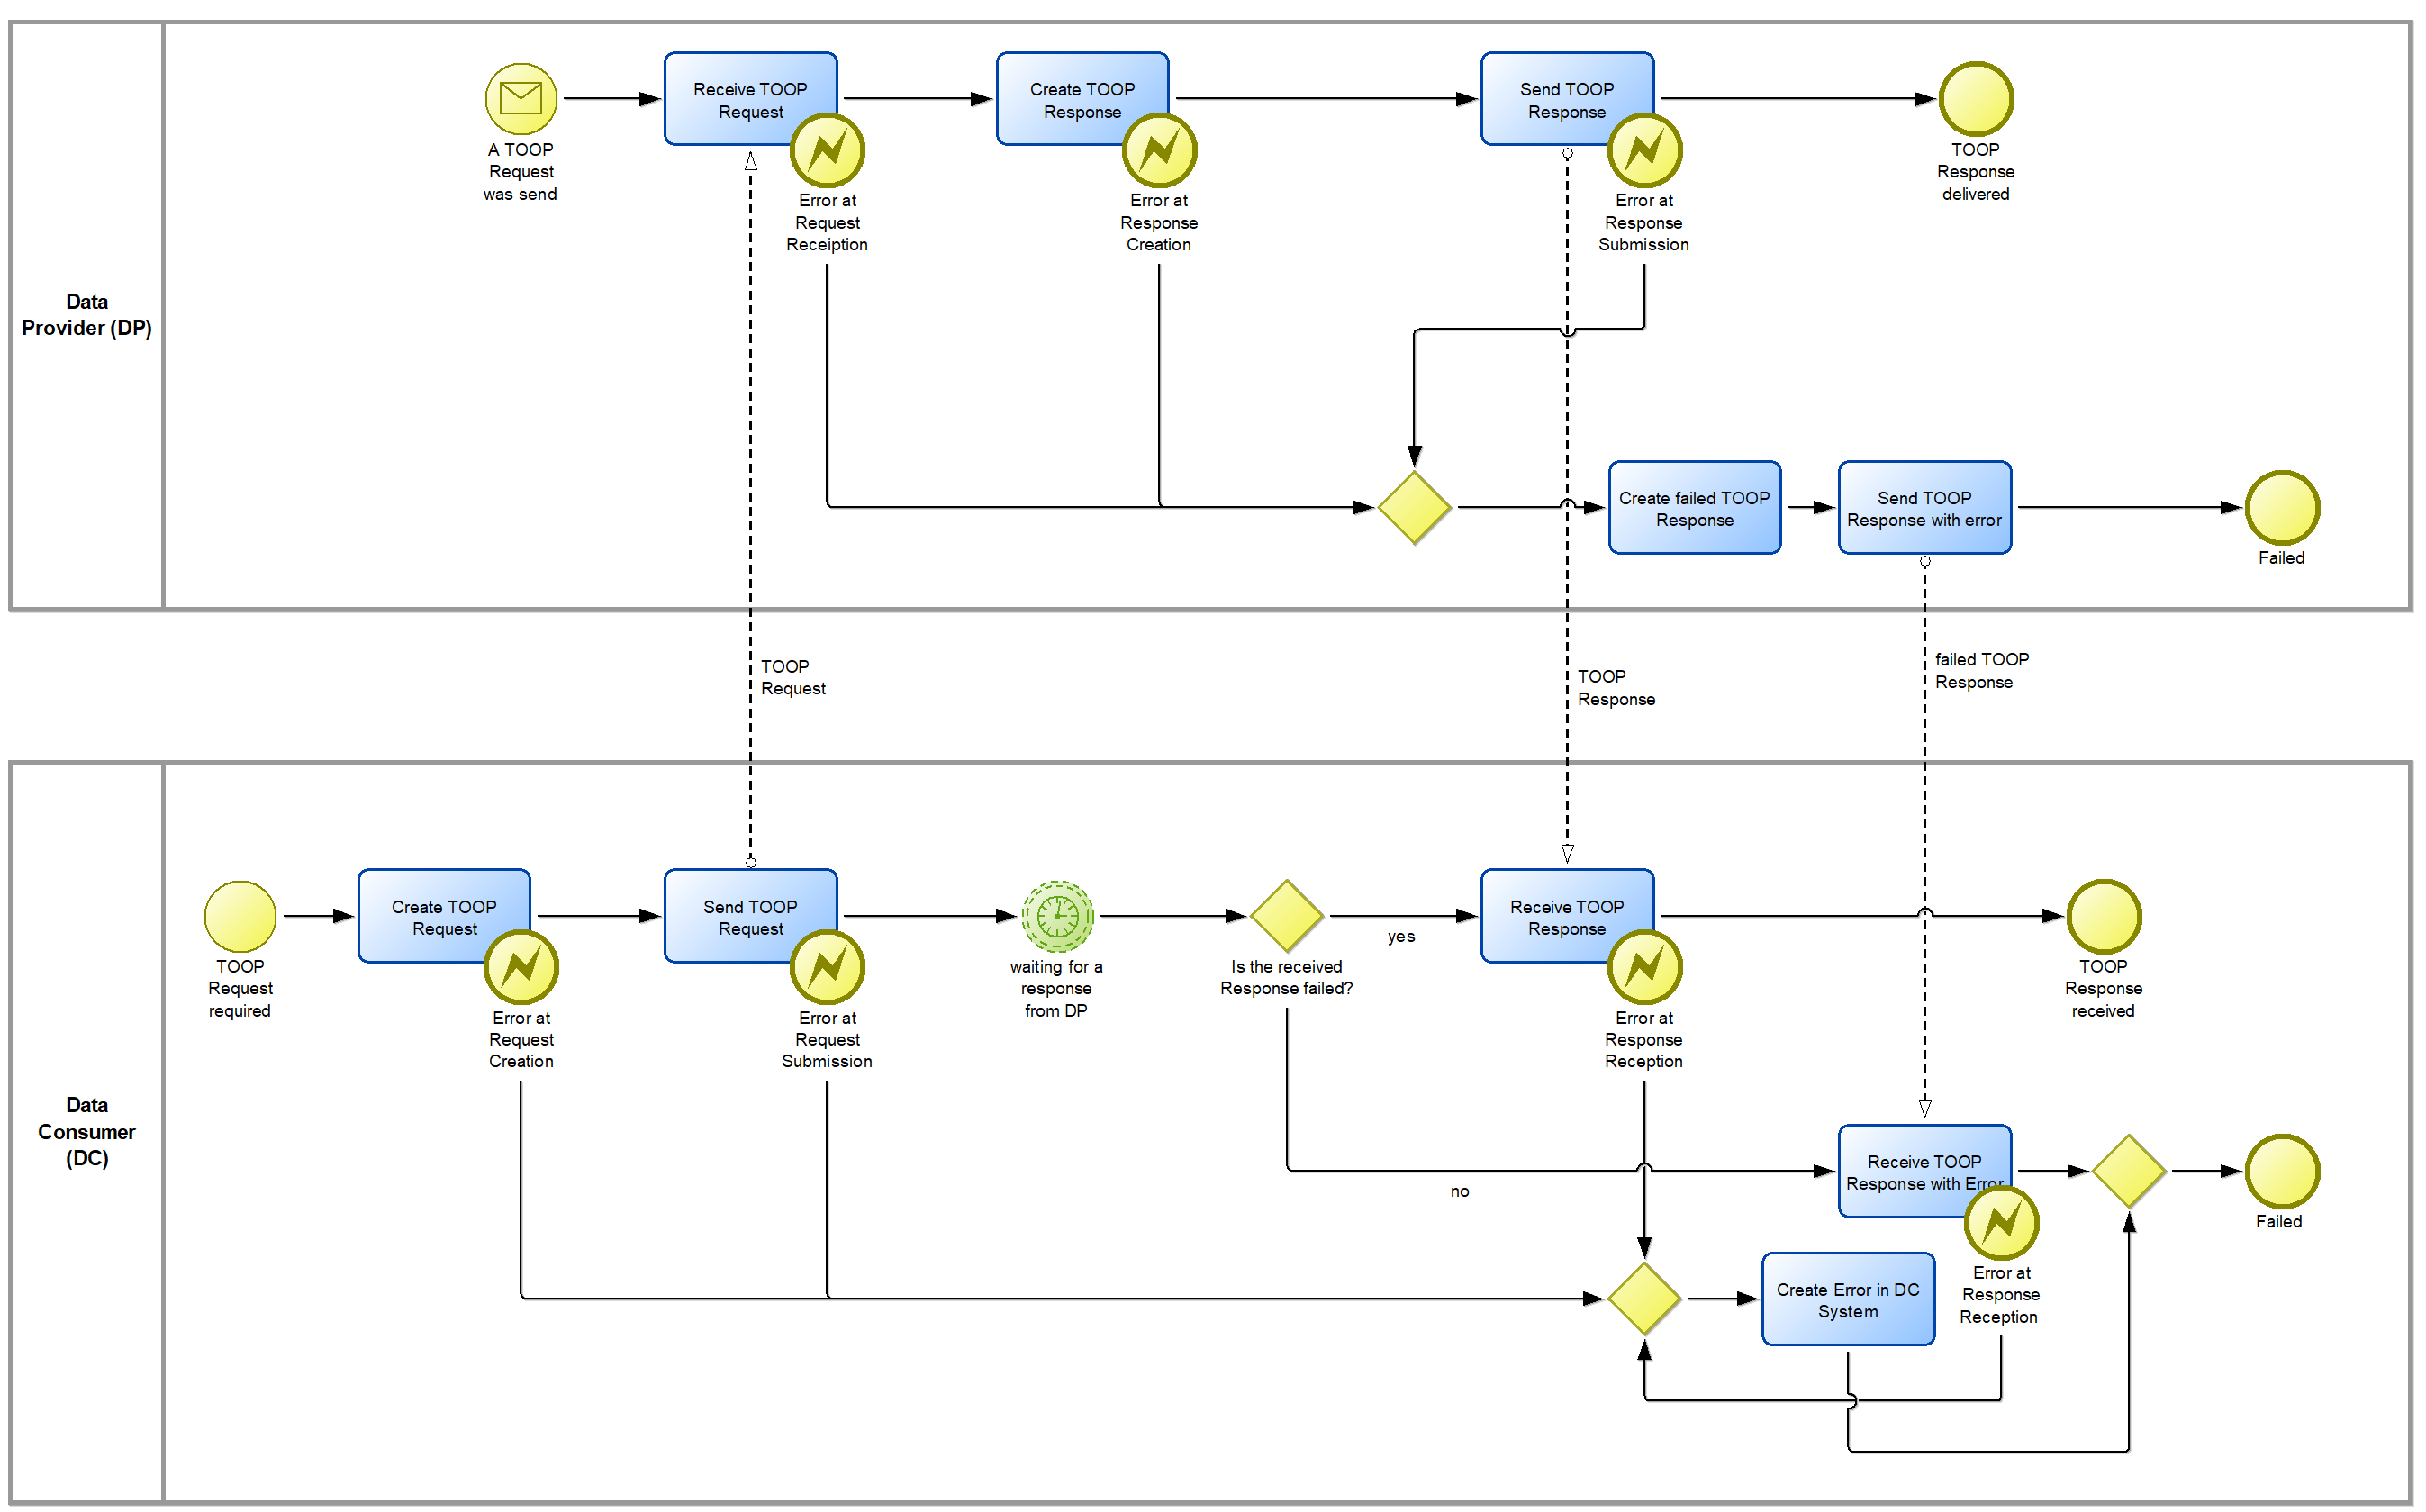 Data
Provider (DP)
A TOOP
Request
was send
Receive TOOP
Request
Error at
Request
Receiption
Create TOOP
Response
Error at
Response
Creation
Send TOOP
Response
Error at
Response
Submission
TOOP
Response
delivered
Create failed TOOP
Response
Send TOOP
Response with error
Failed
TOOP
Request
TOOP
Response
failed TOOP
Response
Data
Consumer
(DC)
TOOP
Request
required
Create TOOP
Request
Error at
Request
Creation
Send TOOP
Request
Error at
Request
Submission
waiting for a
response
from DP
Is the received
Response failed?
yes
no
Receive TOOP
Response
Error at
Response
Reception
TOOP
Response
received
Receive TOOP
Response with Error
Error at
Response
Reception
Failed
Create Error in DC
System